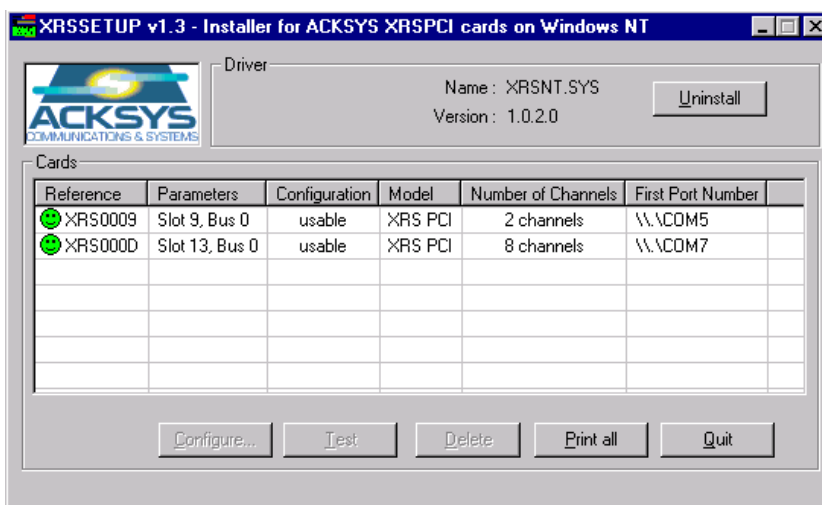 XRSSETUP v1.3 - Installer for ACKSYS XRSPCI cards on Windows NT
ACKSYS
COMMUNICATIONS & SYSTEMS
Driver
Name : XRSNT.SYS
Version : 1.0.2.0
Uninstall
Cards
Reference Parameters Configuration Model Number of Channels First Port Number
XRS0009 Slot 9, Bus 0 usable XRS PCI 2 channels \\.\COM5
XRS000D Slot 13, Bus 0 usable XRS PCI 8 channels \\.\COM7
Configure... Test Delete Print all Quit